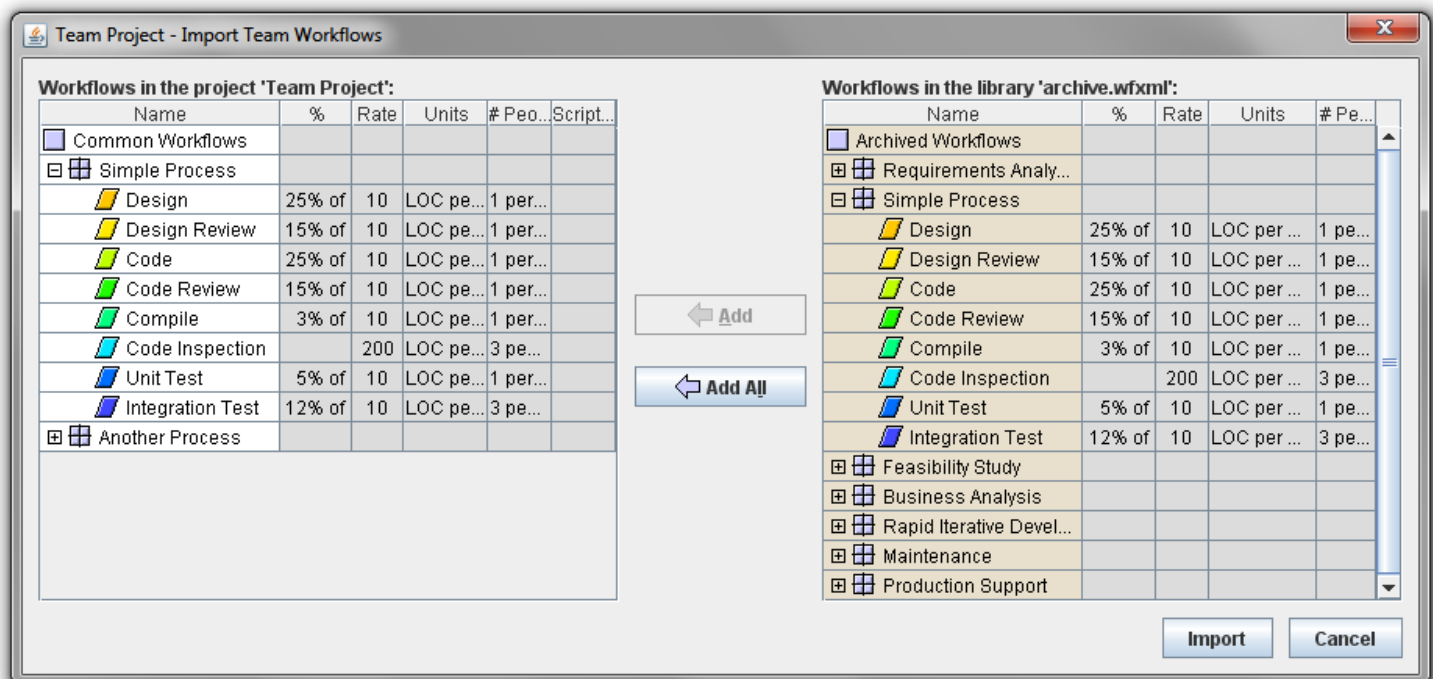 Team Project - Import Team Workflows
Workflows in the project 'Team Project':
Name % Rate Units # Peo... Script...
Common Workflows
Simple Process
Design 25% of 10 LOC pe... 1 per...
Design Review 15% of 10 LOC pe... 1 per...
Code 25% of 10 LOC pe... 1 per...
Code Review 15% of 10 LOC pe... 1 per...
Compile 3% of 10 LOC pe... 1 per...
Code Inspection 200 LOC pe... 3 pe...
Unit Test 5% of 10 LOC pe... 1 per...
Integration Test 12% of 10 LOC pe... 3 pe...
Another Process
Add
Add All
Workflows in the library 'archive.wfxml':
Name % Rate Units # Pe...
Archived Workflows
Requirements Analy...
Simple Process
Design 25% of 10 LOC per ... 1 pe...
Design Review 15% of 10 LOC per ... 1 pe...
Code 25% of 10 LOC per ... 1 pe...
Code Review 15% of 10 LOC per ... 1 pe...
Compile 3% of 10 LOC per ... 1 pe...
Code Inspection 200 LOC per ... 3 pe...
Unit Test 5% of 10 LOC per ... 1 pe...
Integration Test 12% of 10 LOC per ... 3 pe...
Feasibility Study
Business Analysis
Rapid Iterative Devel...
Maintenance
Production Support
Import Cancel